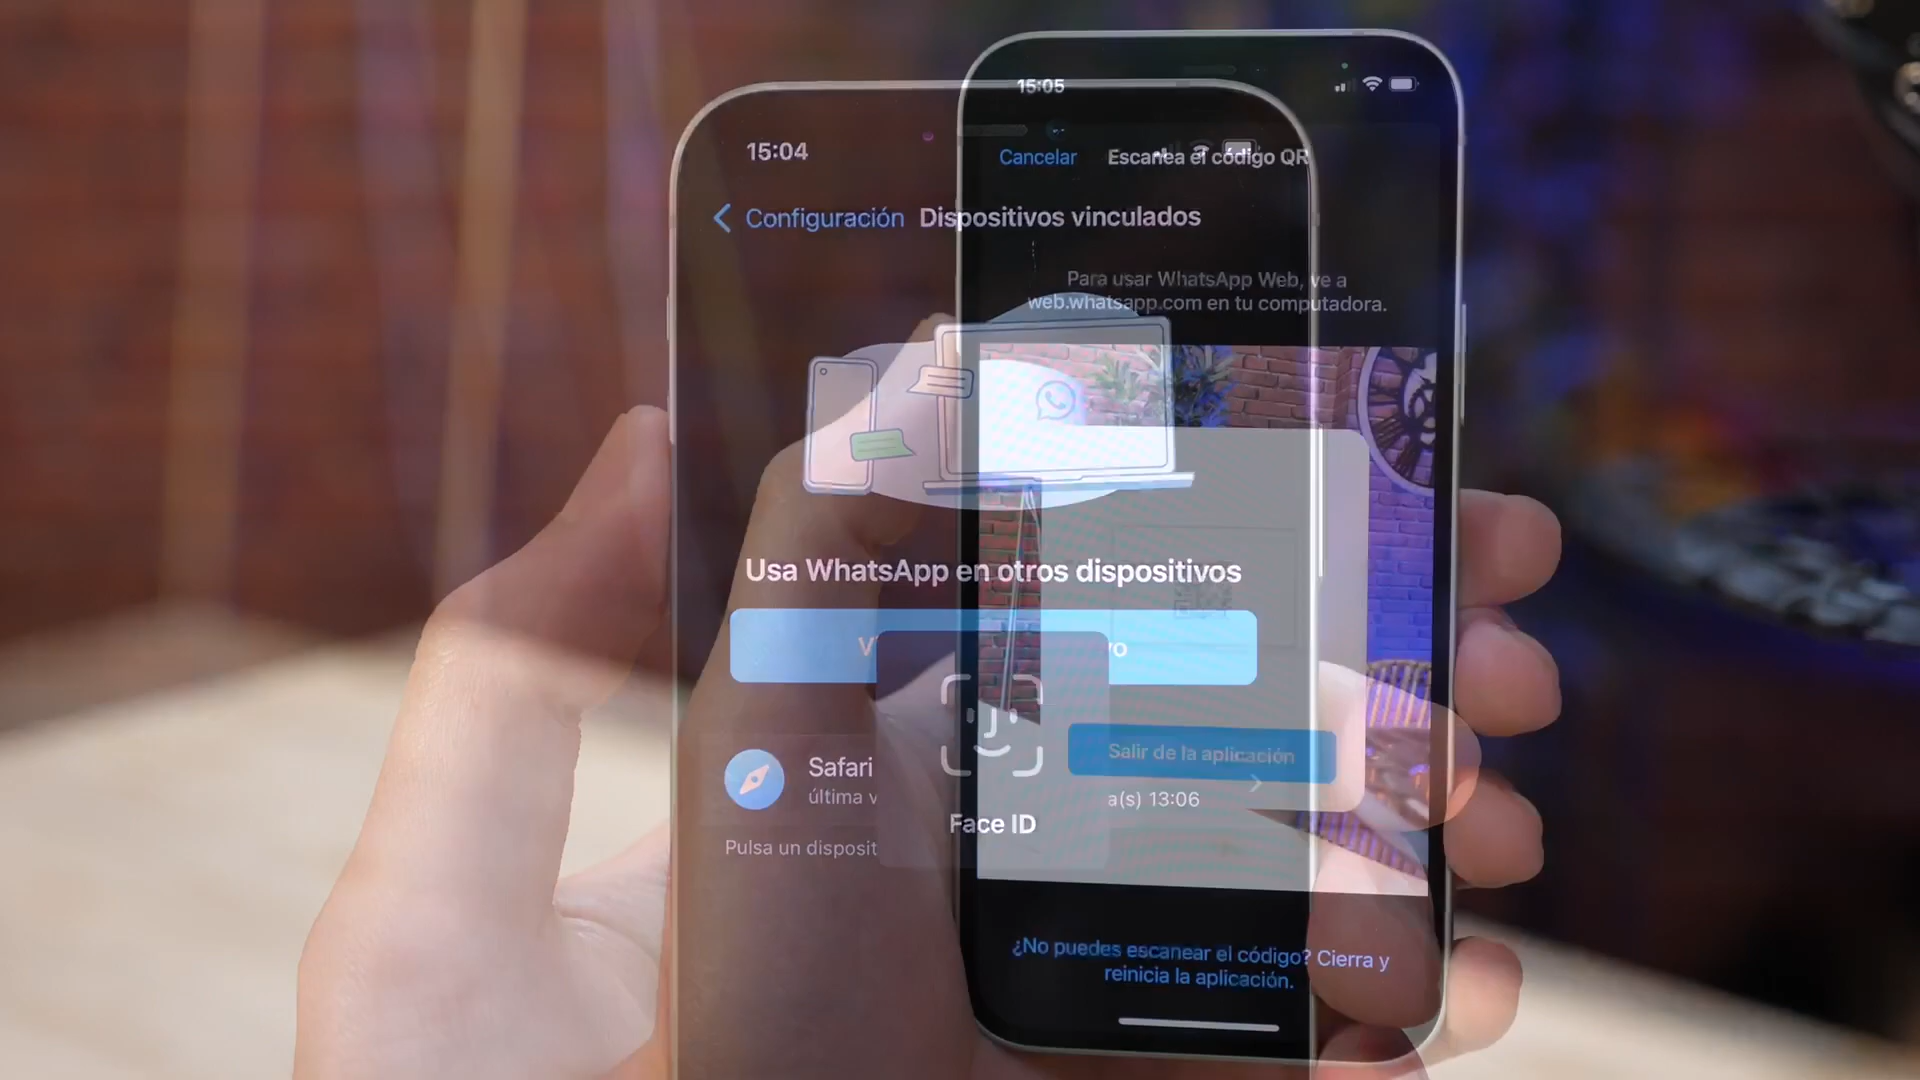 15:04
Configuración Dispositivos vinculados
Usa WhatsApp en otros dispositivos
Safari
última v
a(s) 13:06
Face ID
Pulsa un disposit
15:05
Cancelar
Escanea el código QR
Para usar WhatsApp Web, ve a
web.whatsapp.com en tu computadora.
Salir de la aplicación
¿No puedes escanear el código? Cierra y
reinicia la aplicación.